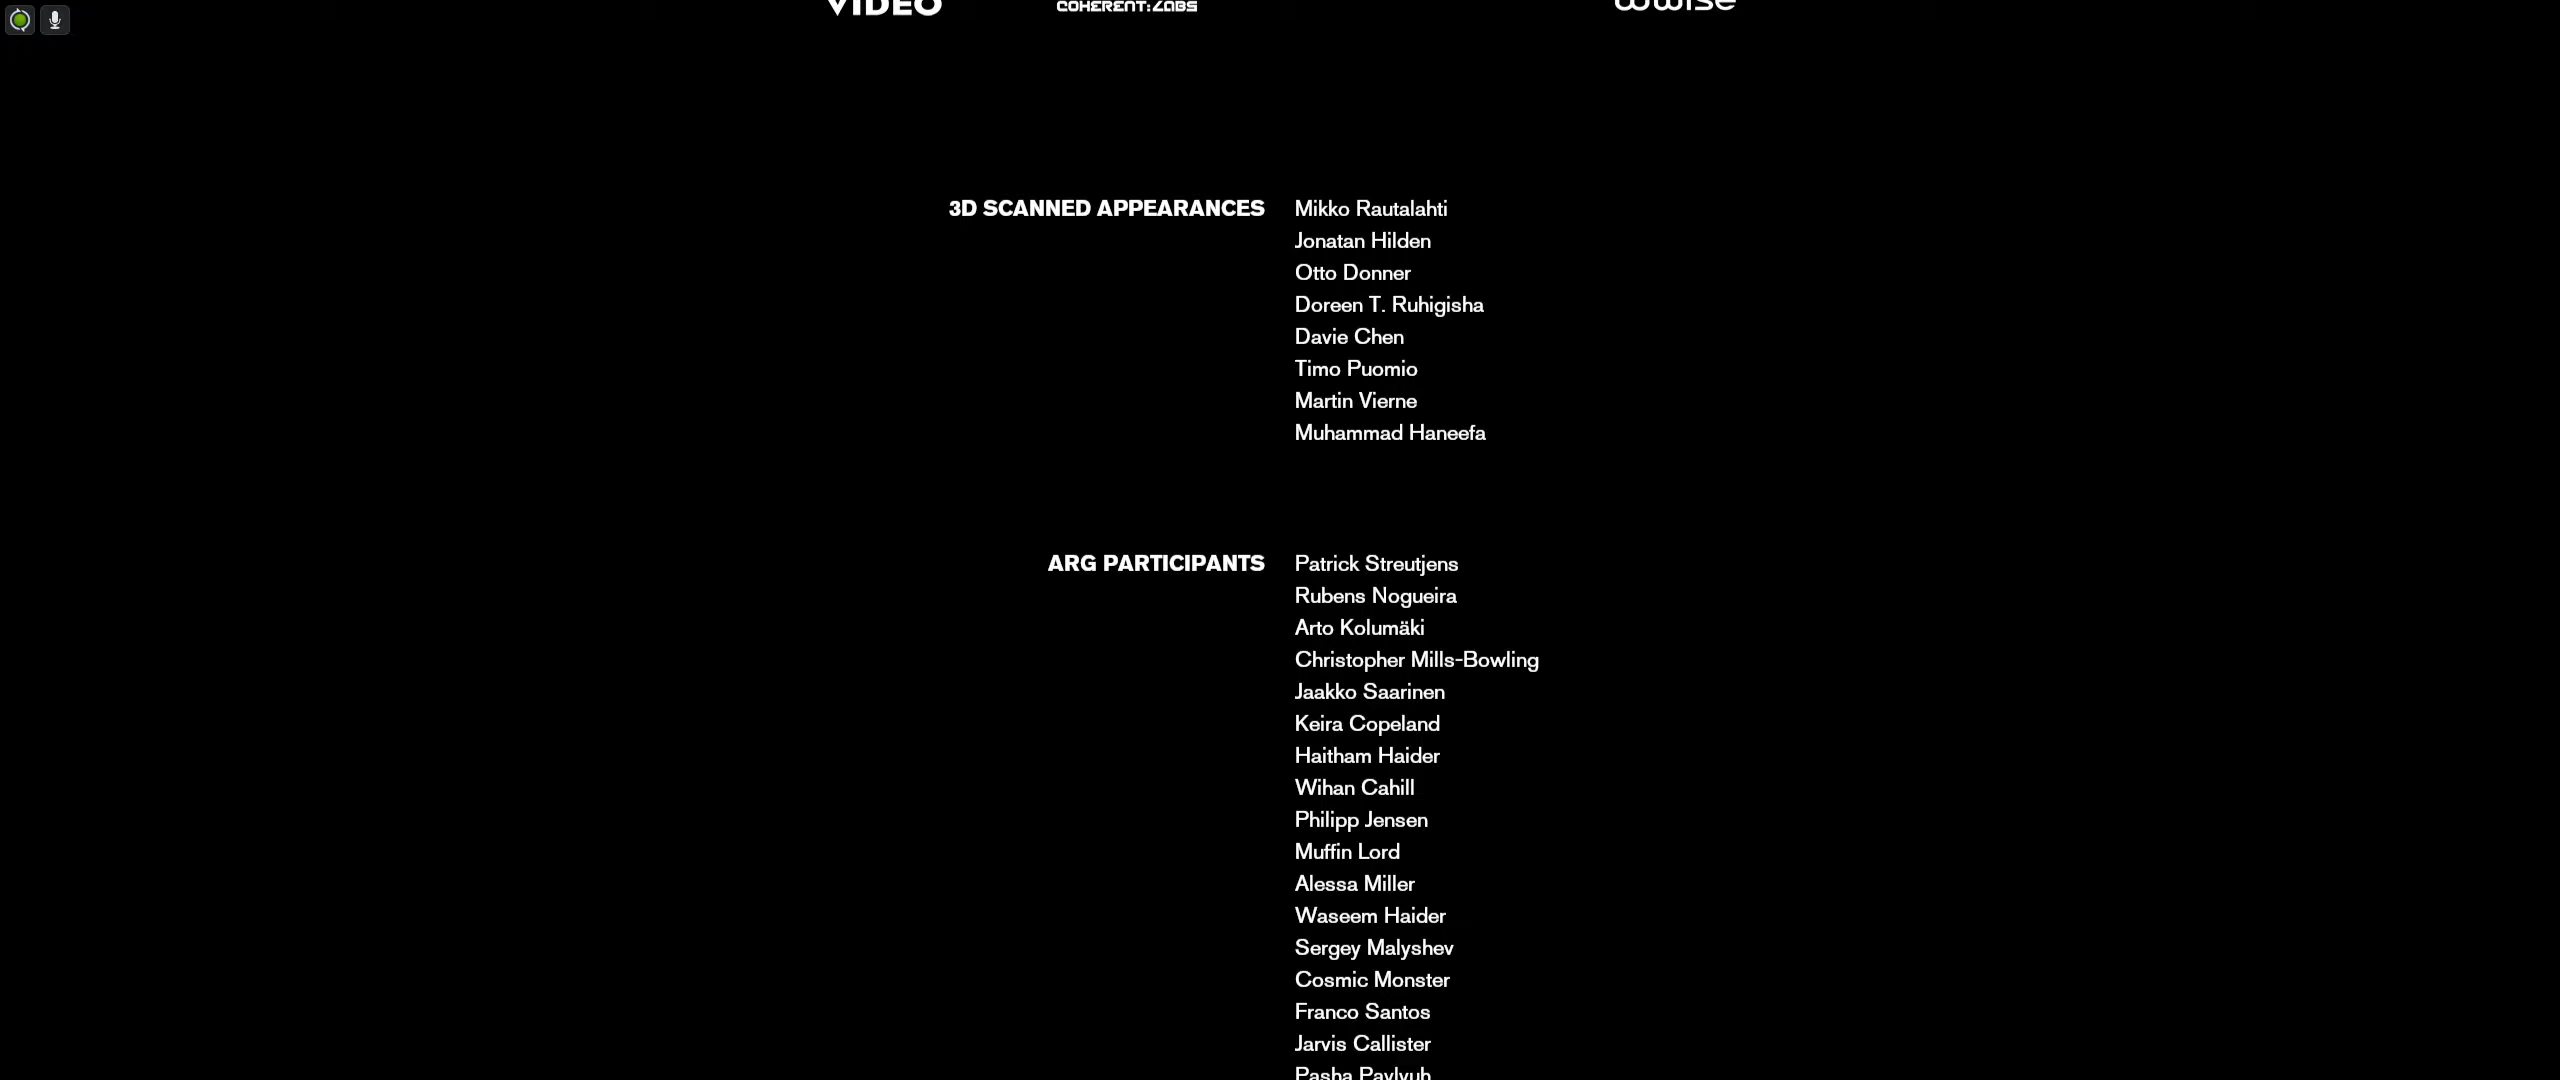 VIDEO COHERENT:LABS wwise
3D SCANNED APPEARANCES Mikko Rautalahti
Jonatan Hilden
Otto Donner
Doreen T. Ruhigisha
Davie Chen
Timo Puomio
Martin Vierne
Muhammad Haneefa
ARG PARTICIPANTS Patrick Streutjens
Rubens Nogueira
Arto Kolumäki
Christopher Mills-Bowling
Jaakko Saarinen
Keira Copeland
Haitham Haider
Wihan Cahill
Philipp Jensen
Muffin Lord
Alessa Miller
Waseem Haider
Sergey Malyshev
Cosmic Monster
Franco Santos
Jarvis Callister
Pasha